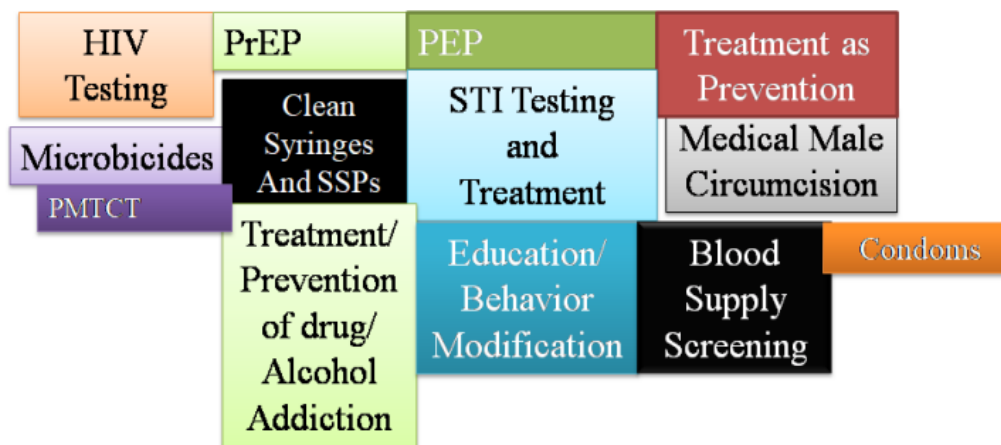 HIV
Testing
PrEP
PEP
Treatment as
Prevention
Clean
Syringes
And SSPs
STI Testing
and
Treatment
Medical Male
Circumcision
Microbicides
PMTCT
Treatment/
Prevention
of drug/
Alcohol
Addiction
Education/
Behavior
Modification
Blood
Supply
Screening
Condoms